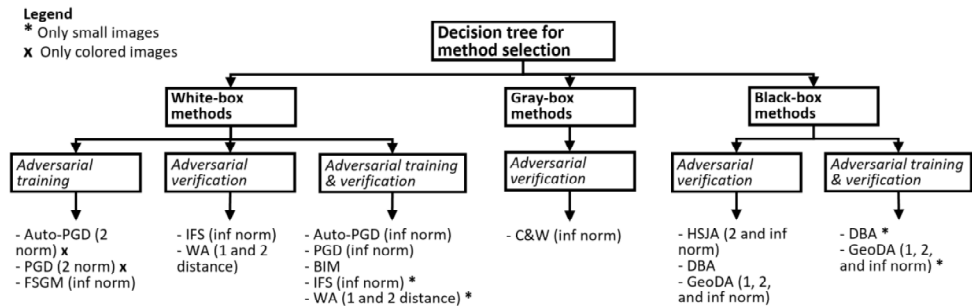 Legend
* Only small images
x Only colored images
Decision tree for
method selection
White-box
methods
Gray-box
methods
Black-box
methods
Adversarial
training
Adversarial
verification
Adversarial training
& verification
Adversarial
verification
Adversarial
verification
Adversarial training
& verification
- Auto-PGD (2
norm) x
- PGD (2 norm) x
- FSGM (inf norm)
- IFS (inf norm)
- WA (1 and 2
distance)
- Auto-PGD (inf norm)
- PGD (inf norm)
- BIM
- IFS (inf norm) *
- WA (1 and 2 distance) *
- C&W (inf norm)
- HSJA (2 and inf
norm)
- DBA
- GeoDA (1, 2,
and inf norm)
- DBA *
- GeoDA (1, 2,
and inf norm) *